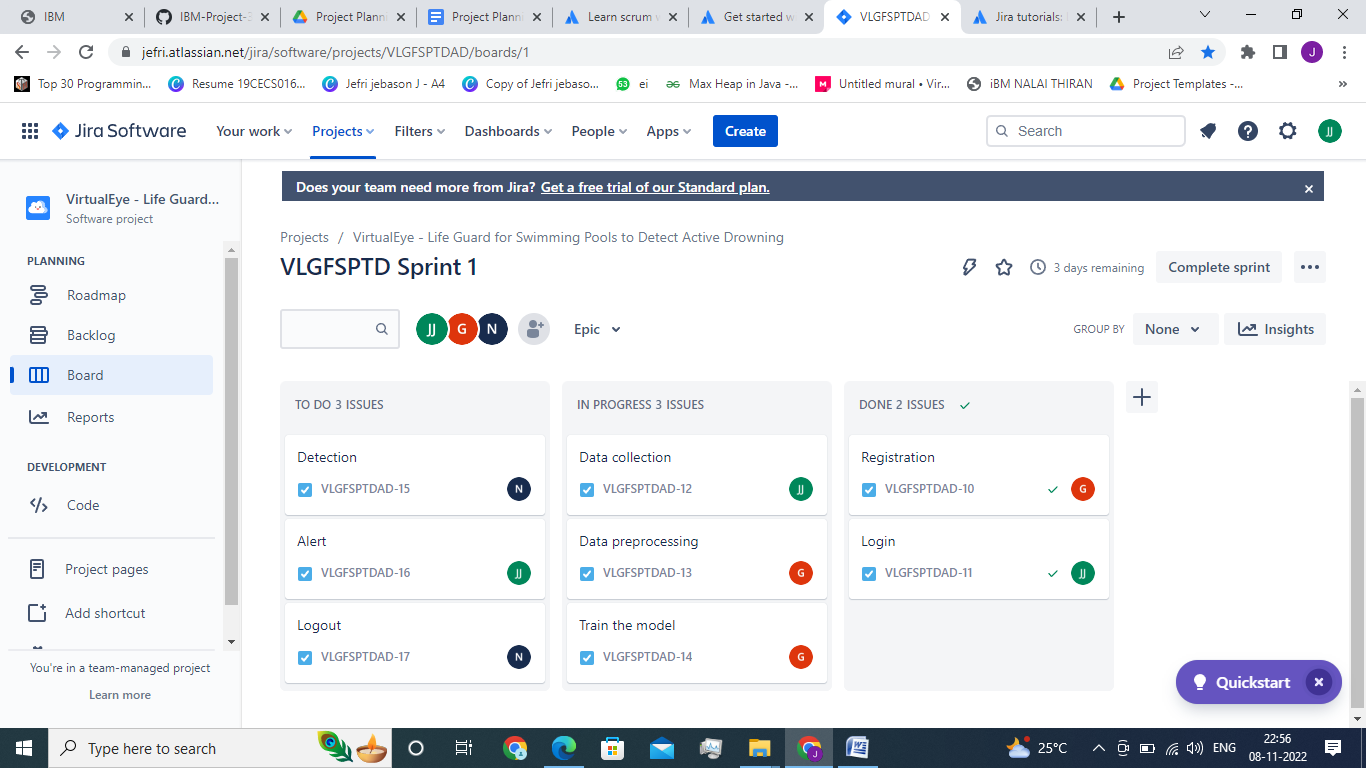 IBM
IBM-Project-3
Project Planni
Project Plann
Learn scrum w
Get started w
VLGFSPTDAD
Jira tutorials:
jefri.atlassian.net/jira/software/projects/VLGFSPTDAD/boards/1
J
Top 30 Programmin...
Resume 19CECS016...
Jefri jebason J - A4
Copy of Jefri jebaso...
53
ei
Max Heap in Java -...
Untitled mural • Vir...
iBM NALAI THIRAN
Project Templates -...
»
Jira Software
Your work
Projects
Filters
Dashboards
People
Apps
Create
Search
JJ
VirtualEye - Life Guard...
Software project
PLANNING
Roadmap
Backlog
Board
Reports
DEVELOPMENT
Code
Project pages
Add shortcut
You're in a team-managed project
Learn more
Does your team need more from Jira? Get a free trial of our Standard plan.
Projects / VirtualEye - Life Guard for Swimming Pools to Detect Active Drowning
VLGFSPTD Sprint 1
3 days remaining
Complete sprint
JJ G N
Epic
GROUP BY
None
Insights
TO DO 3 ISSUES
Detection
VLGFSPTDAD-15
N
Alert
VLGFSPTDAD-16
JJ
Logout
VLGFSPTDAD-17
N
IN PROGRESS 3 ISSUES
Data collection
VLGFSPTDAD-12
JJ
Data preprocessing
VLGFSPTDAD-13
G
Train the model
VLGFSPTDAD-14
G
DONE 2 ISSUES
Registration
VLGFSPTDAD-10
G
Login
VLGFSPTDAD-11
JJ
Quickstart
Type here to search
25°C
ENG
22:56
08-11-2022